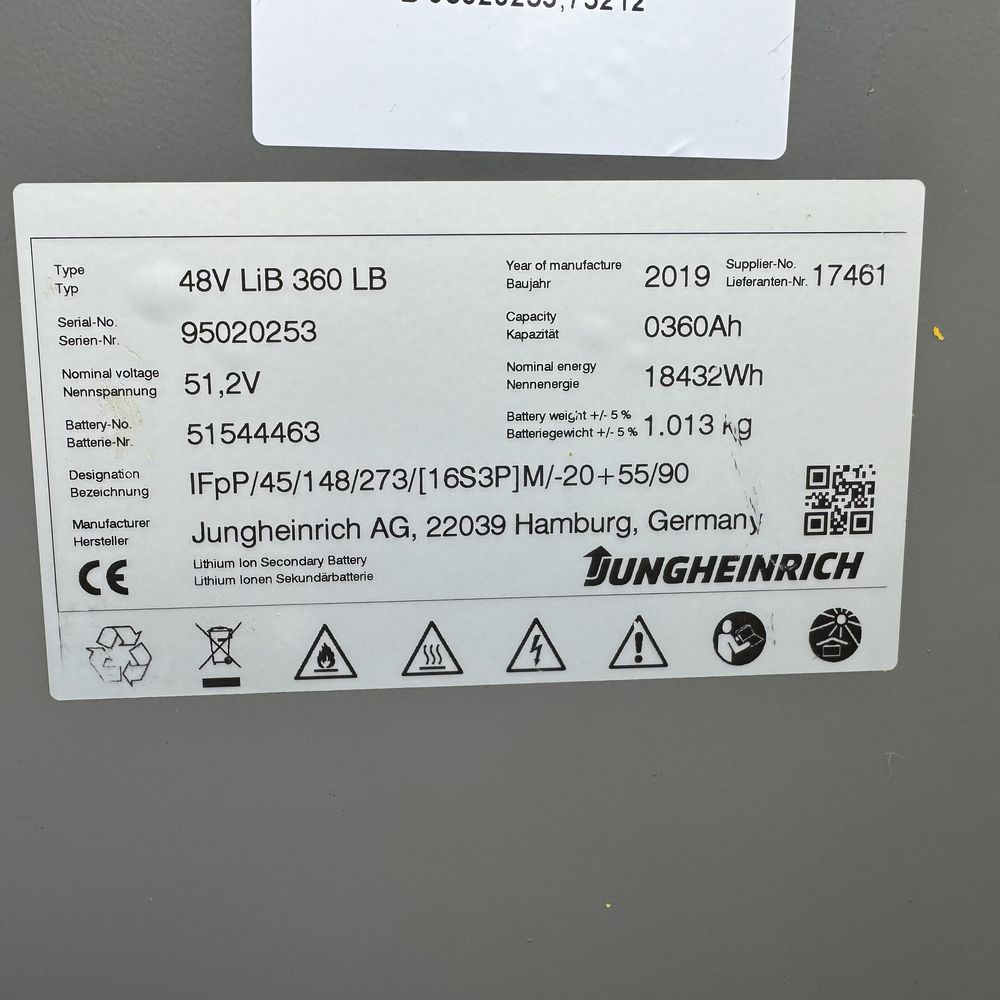 Type
Typ
48V LiB 360 LB
Year of manufacture
Baujahr
2019
Supplier-No.
Lieferanten-Nr. 17461
Serial-No.
Serien-Nr.
95020253
Capacity
Kapazität
0360Ah
Nominal voltage
Nennspannung
51,2V
Nominal energy
Nennenergie
18432Wh
Battery-No.
Batterie-Nr.
51544463
Battery weight +/- 5 %
Batteriegewicht +/- 5 %
1.013 kg
Designation
Bezeichnung
IFpP/45/148/273/[16S3P]M/-20+55/90
Manufacturer
Hersteller
Jungheinrich AG, 22039 Hamburg, Germany
CE
Lithium Ion Secondary Battery
Lithium Ionen Sekundärbatterie
JUNGHEINRICH